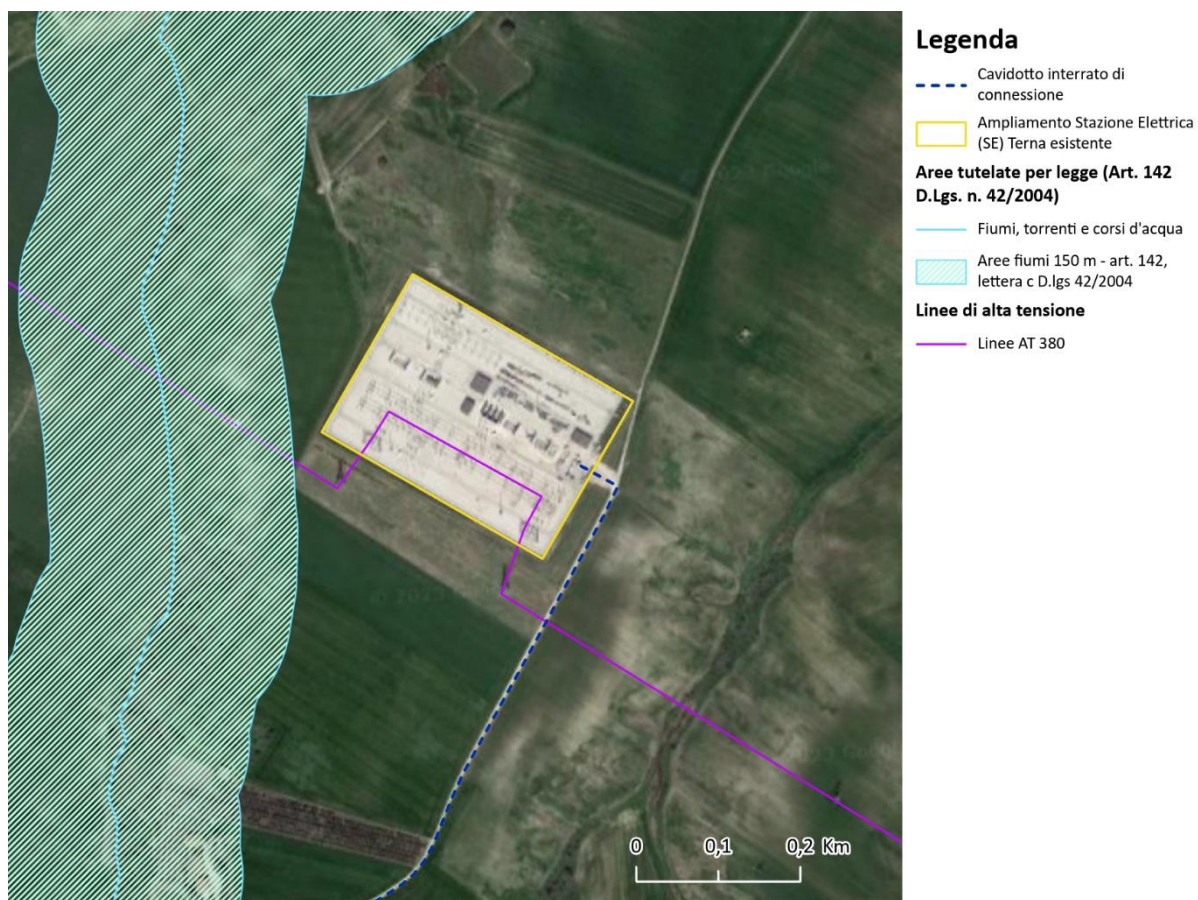 Legenda
Cavidotto interrato di
connessione
Ampliamento Stazione Elettrica
(SE) Terna esistente
Aree tutelate per legge (Art. 142
D.Lgs. n. 42/2004)
Fiumi, torrenti e corsi d'acqua
Aree fiumi 150 m - art. 142,
lettera c D.lgs 42/2004
Linee di alta tensione
Linee AT 380
0 0,1 0,2 Km